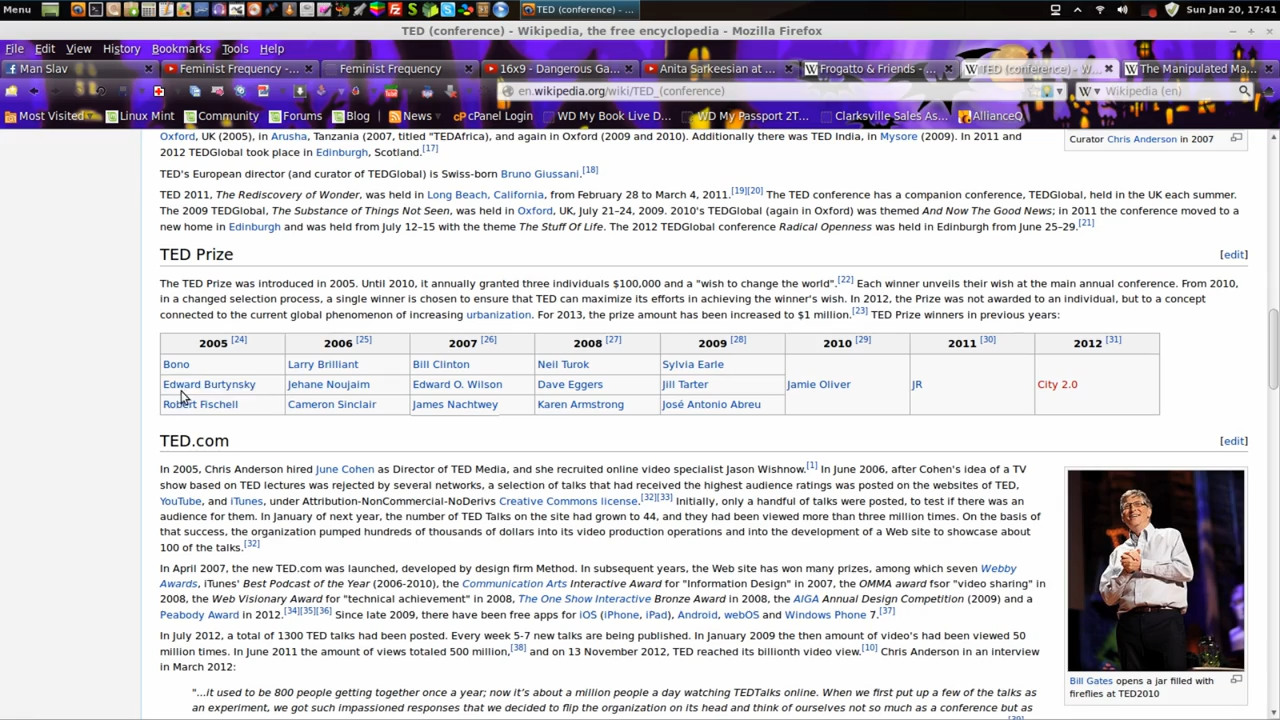 Menu
TED (conference) - ...
Sun Jan 20, 17:41
TED (conference) - Wikipedia, the free encyclopedia - Mozilla Firefox
File Edit View History Bookmarks Tools Help
Man Slav
Feminist Frequency -...
Feminist Frequency
16x9 - Dangerous Ga...
Anita Sarkeesian at ...
Frogatto & Friends - ...
TED (conference) - W...
The Manipulated Ma...
en.wikipedia.org/wiki/TED_(conference)
Wikipedia (en)
Most Visited
Linux Mint
Community
Forums
Blog
News
cPanel Login
WD My Book Live D...
WD My Passport 2T...
Clarksville Sales As...
AllianceQ
Oxford, UK (2005), in Arusha, Tanzania (2007, titled "TEDAfrica), and again in Oxford (2009 and 2010). Additionally there was TED India, in Mysore (2009). In 2011 and
2012 TEDGlobal took place in Edinburgh, Scotland.[17]
Curator Chris Anderson in 2007
TED's European director (and curator of TEDGlobal) is Swiss-born Bruno Giussani.[18]
TED 2011, The Rediscovery of Wonder, was held in Long Beach, California, from February 28 to March 4, 2011.[19][20] The TED conference has a companion conference, TEDGlobal, held in the UK each summer.
The 2009 TEDGlobal, The Substance of Things Not Seen, was held in Oxford, UK, July 21–24, 2009. 2010's TEDGlobal (again in Oxford) was themed And Now The Good News; in 2011 the conference moved to a
new home in Edinburgh and was held from July 12–15 with the theme The Stuff Of Life. The 2012 TEDGlobal conference Radical Openness was held in Edinburgh from June 25–29.[21]
TED Prize [edit]
The TED Prize was introduced in 2005. Until 2010, it annually granted three individuals $100,000 and a "wish to change the world".[22] Each winner unveils their wish at the main annual conference. From 2010,
in a changed selection process, a single winner is chosen to ensure that TED can maximize its efforts in achieving the winner's wish. In 2012, the Prize was not awarded to an individual, but to a concept
connected to the current global phenomenon of increasing urbanization. For 2013, the prize amount has been increased to $1 million.[23] TED Prize winners in previous years:
2005 [24] 2006 [25] 2007 [26] 2008 [27] 2009 [28] 2010 [29] 2011 [30] 2012 [31]
Bono Larry Brilliant Bill Clinton Neil Turok Sylvia Earle
Edward Burtynsky Jehane Noujaim Edward O. Wilson Dave Eggers Jill Tarter Jamie Oliver JR City 2.0
Robert Fischell Cameron Sinclair James Nachtwey Karen Armstrong José Antonio Abreu
TED.com [edit]
In 2005, Chris Anderson hired June Cohen as Director of TED Media, and she recruited online video specialist Jason Wishnow.[1] In June 2006, after Cohen's idea of a TV
show based on TED lectures was rejected by several networks, a selection of talks that had received the highest audience ratings was posted on the websites of TED,
YouTube, and iTunes, under Attribution-NonCommercial-NoDerivs Creative Commons license.[32][33] Initially, only a handful of talks were posted, to test if there was an
audience for them. In January of next year, the number of TED Talks on the site had grown to 44, and they had been viewed more than three million times. On the basis of
that success, the organization pumped hundreds of thousands of dollars into its video production operations and into the development of a Web site to showcase about
100 of the talks.[32]
In April 2007, the new TED.com was launched, developed by design firm Method. In subsequent years, the Web site has won many prizes, among which seven Webby
Awards, iTunes' Best Podcast of the Year (2006-2010), the Communication Arts Interactive Award for "Information Design" in 2007, the OMMA award fsor "video sharing" in
2008, the Web Visionary Award for "technical achievement" in 2008, The One Show Interactive Bronze Award in 2008, the AIGA Annual Design Competition (2009) and a
Peabody Award in 2012.[34][35][36] Since late 2009, there have been free apps for iOS (iPhone, iPad), Android, webOS and Windows Phone 7.[37]
In July 2012, a total of 1300 TED talks had been posted. Every week 5-7 new talks are being published. In January 2009 the then amount of video's had been viewed 50
million times. In June 2011 the amount of views totaled 500 million,[38] and on 13 November 2012, TED reached its billionth video view.[10] Chris Anderson in an interview
in March 2012:
Bill Gates opens a jar filled with
fireflies at TED2010
"...it used to be 800 people getting together once a year; now it's about a million people a day watching TEDTalks online. When we first put up a few of the talks as
an experiment, we got such impassioned responses that we decided to flip the organization on its head and think of ourselves not so much as a conference but as